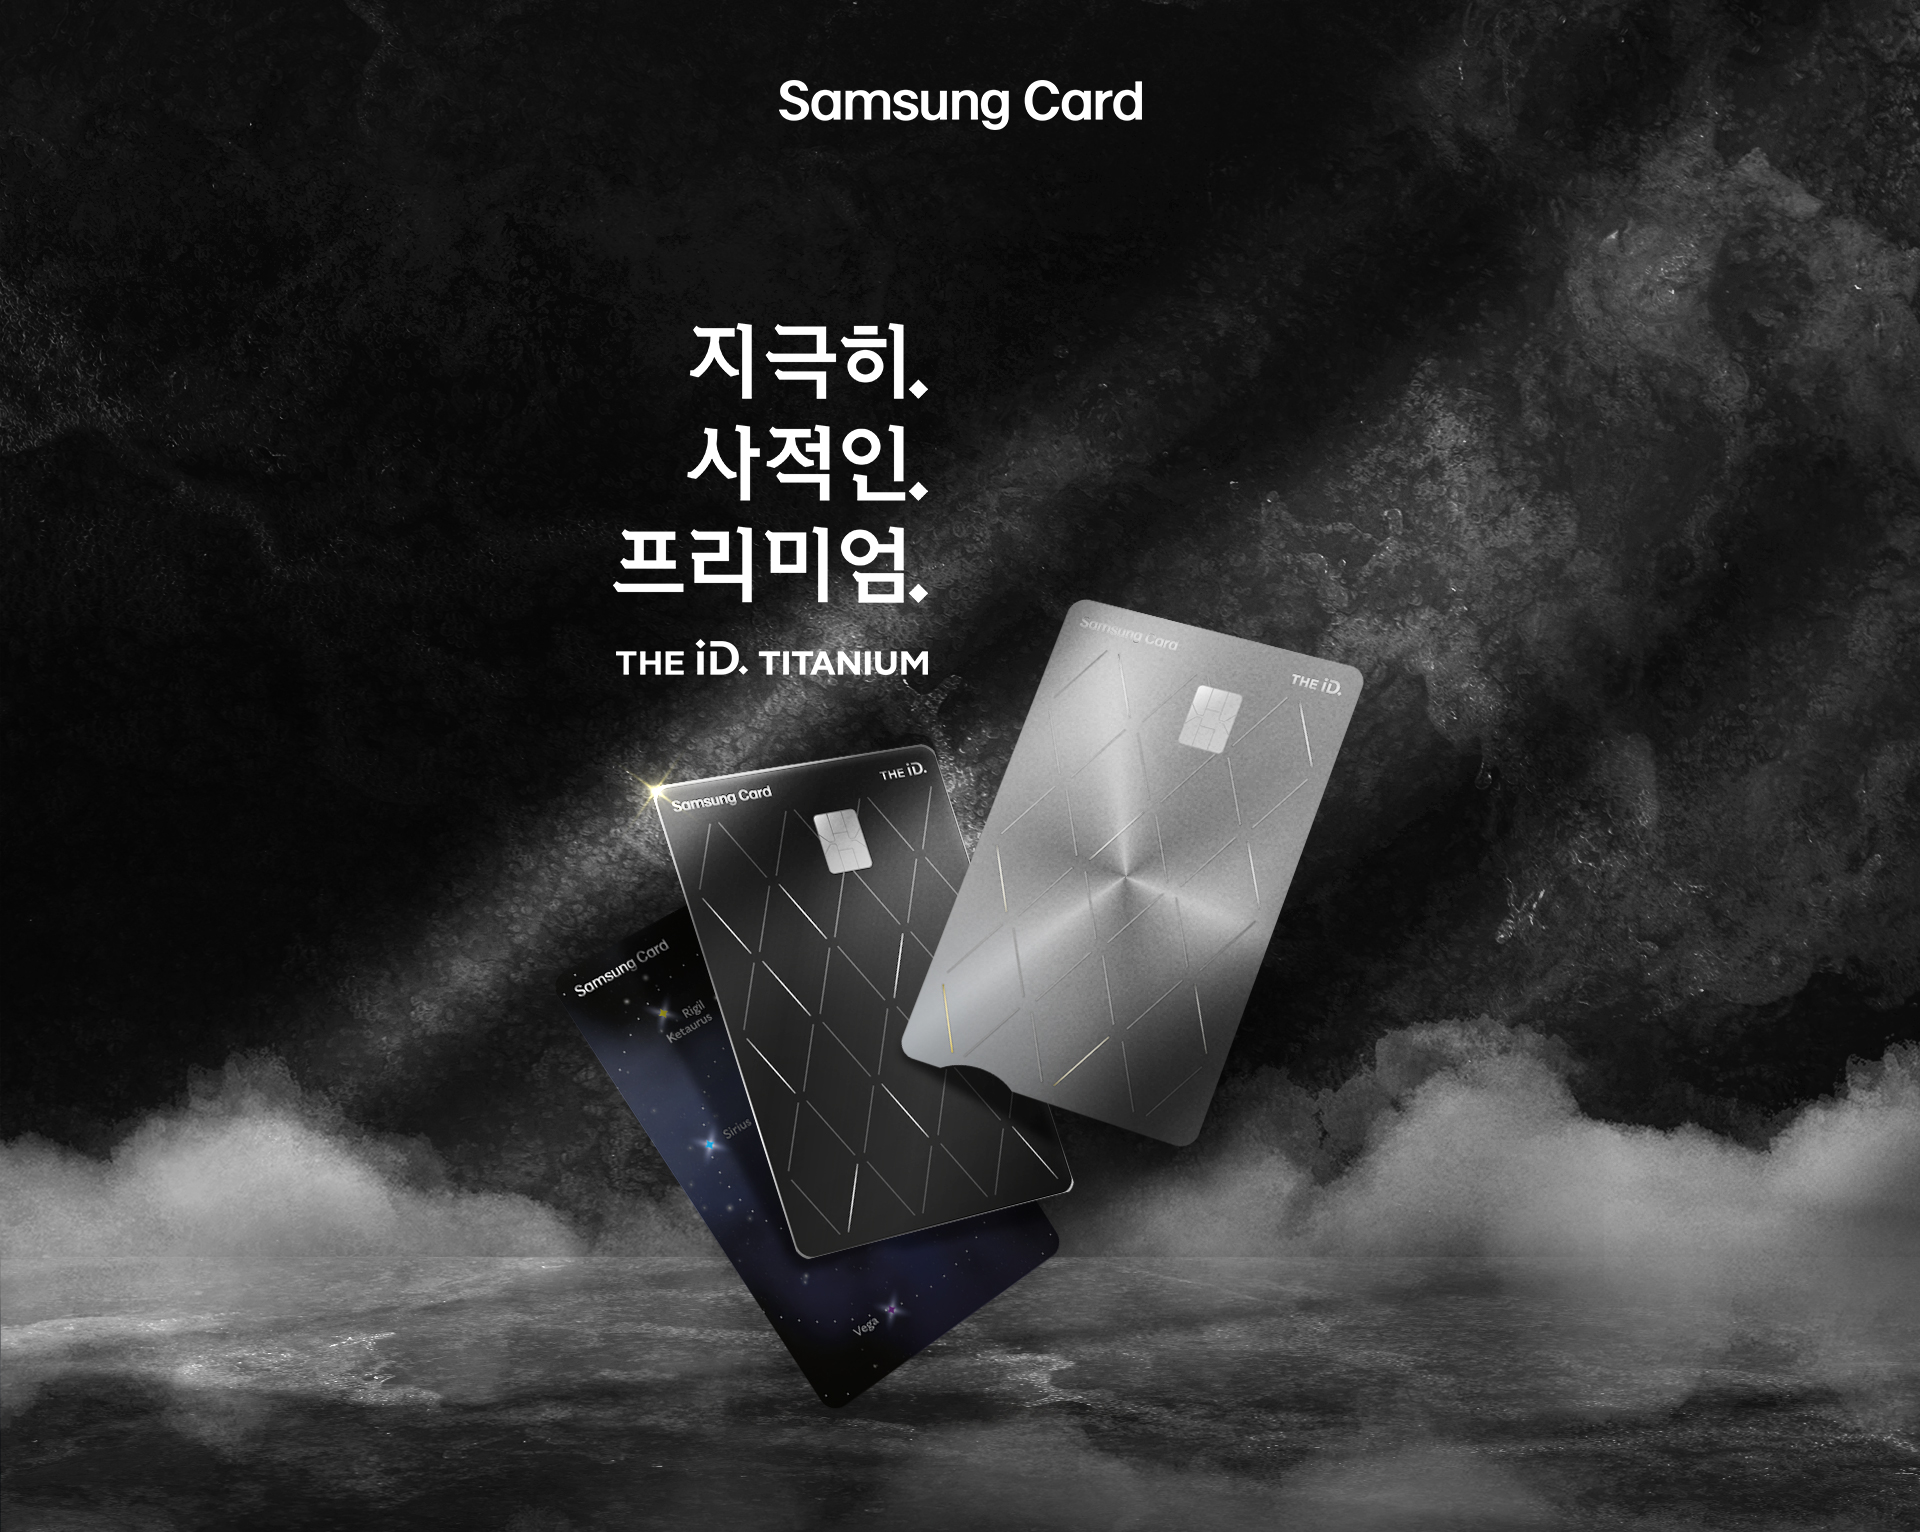 Samsung Card
지극히.
사적인.
프리미엄.
THE iD. TITANIUM
Samsung Card
THE iD.
Samsung Card
THE iD.
Samsung Card
Rigil
Ketaurus
Sirius
Vega